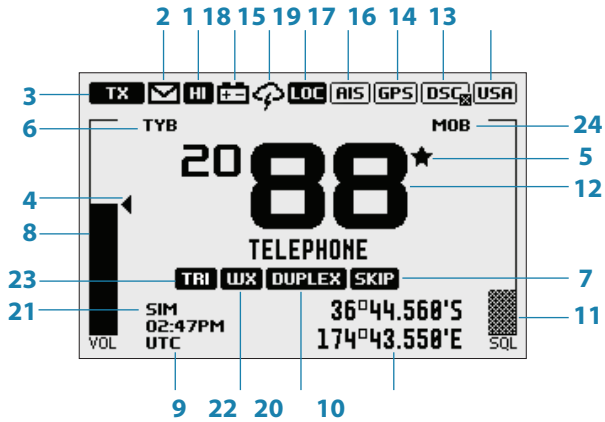 2 1 18 15 19 17 16 14 13
3 TX HI LOC AIS GPS DSC USA
6 TYB MOB 24
20 88 5
12
4
8
TELEPHONE
23 TRI WX DUPLEX SKIP 7
21 SIM 36°44.560'S 11
02:47PM
VOL UTC 174°43.550'E SQL
9 22 20 10